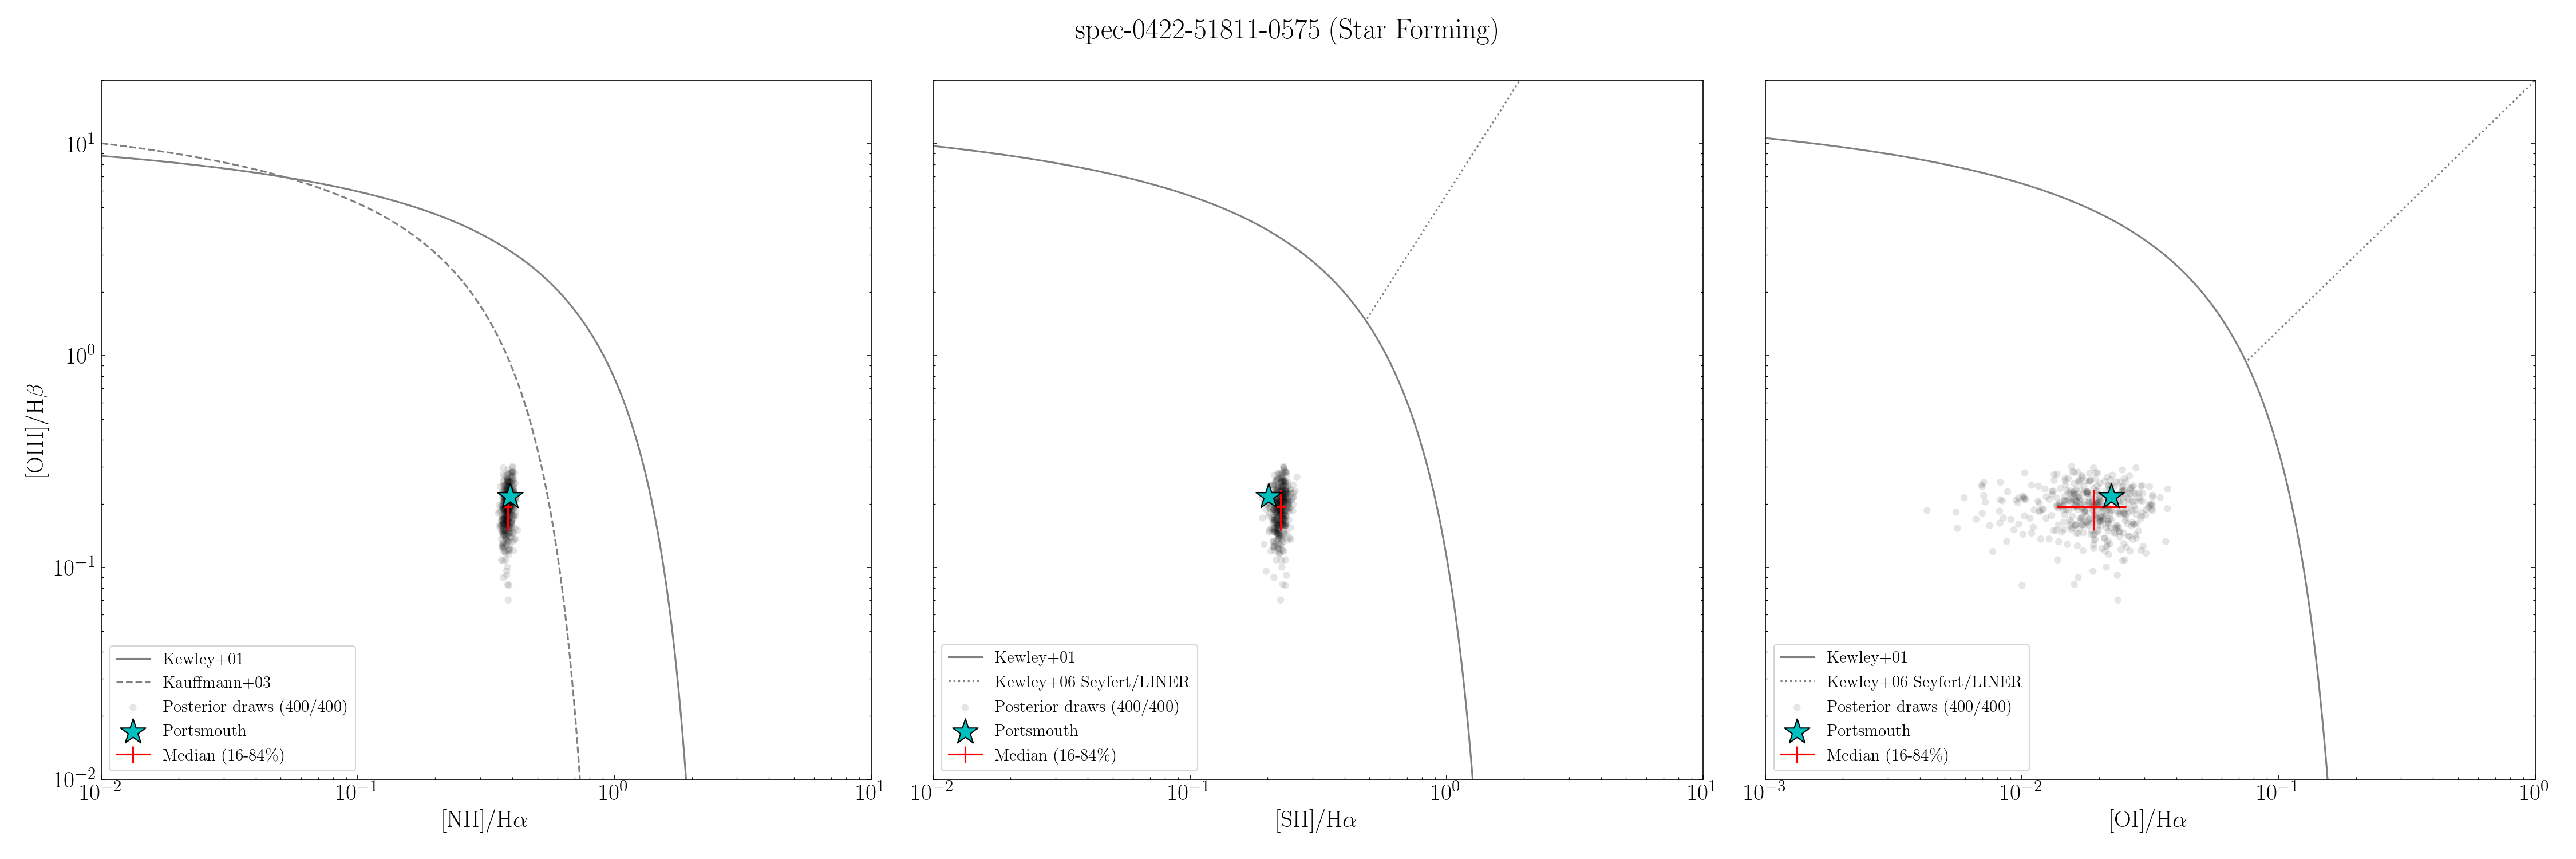 spec-0422-51811-0575 (Star Forming)
[OIII]/Hβ
10^1
10^0
10^-1
10^-2
10^-2 10^-1 10^0 10^1
[NII]/Hα
Kewley+01
Kauffmann+03
Posterior draws (400/400)
Portsmouth
Median (16-84%)
10^-2 10^-1 10^0 10^1
[SII]/Hα
Kewley+01
Kewley+06 Seyfert/LINER
Posterior draws (400/400)
Portsmouth
Median (16-84%)
10^-3 10^-2 10^-1 10^0
[OI]/Hα
Kewley+01
Kewley+06 Seyfert/LINER
Posterior draws (400/400)
Portsmouth
Median (16-84%)